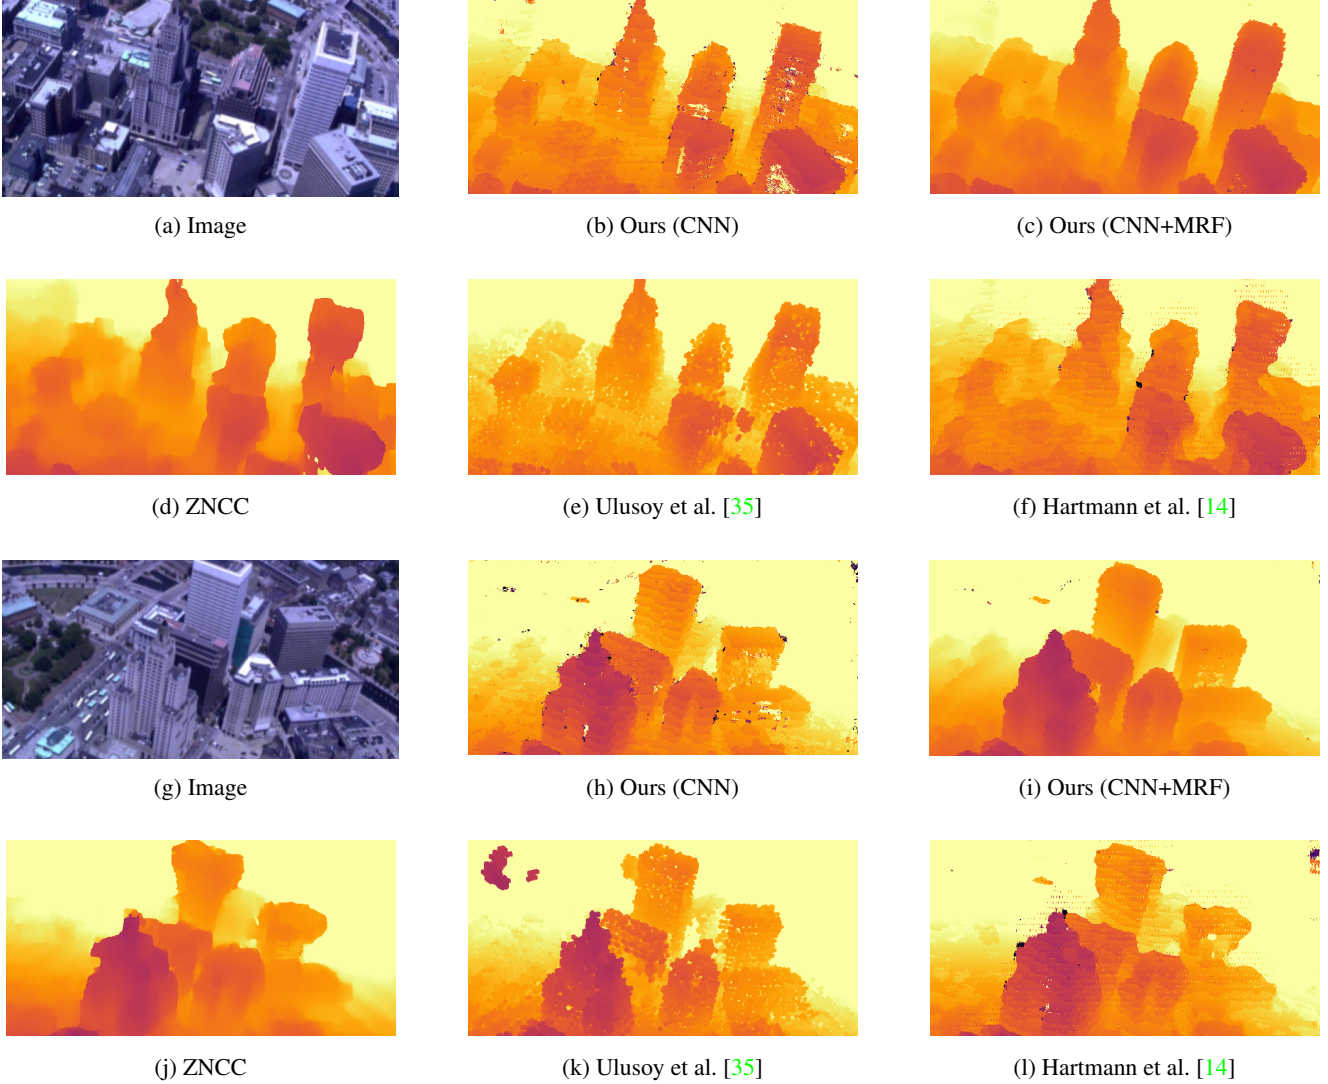 (a) Image
(b) Ours (CNN)
(c) Ours (CNN+MRF)
(d) ZNCC
(e) Ulusoy et al. [35]
(f) Hartmann et al. [14]
(g) Image
(h) Ours (CNN)
(i) Ours (CNN+MRF)
(j) ZNCC
(k) Ulusoy et al. [35]
(l) Hartmann et al. [14]